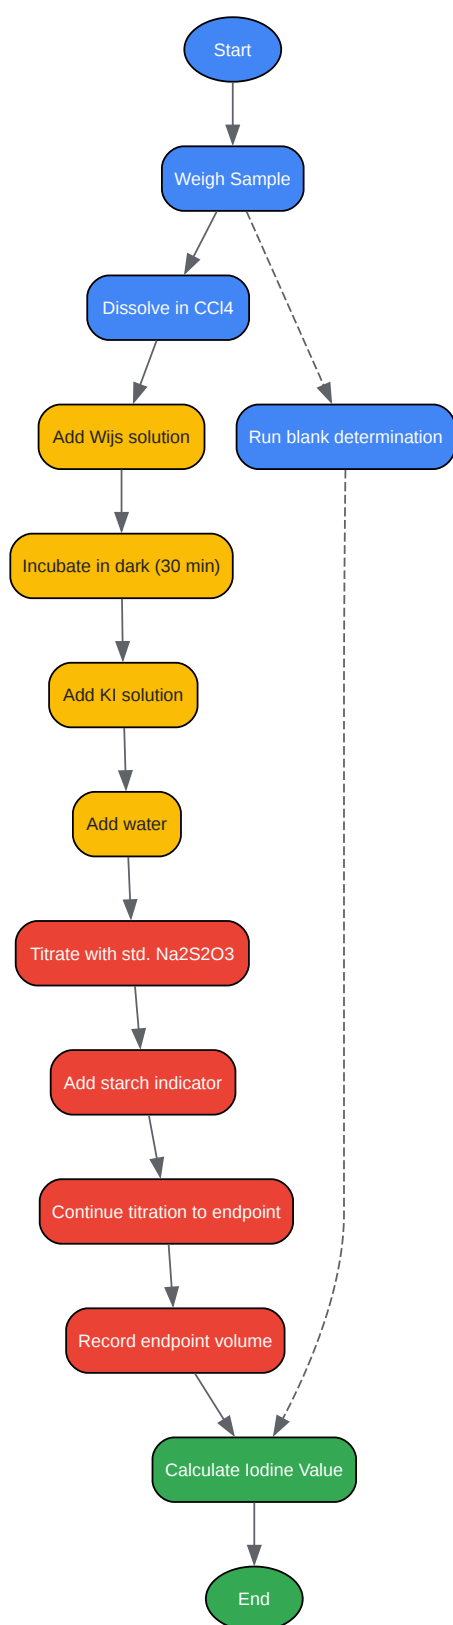 Start
Weigh Sample
Dissolve in CCl4
Add Wijs solution
Run blank determination
Incubate in dark (30 min)
Add KI solution
Add water
Titrate with std. Na2S2O3
Add starch indicator
Continue titration to endpoint
Record endpoint volume
Calculate Iodine Value
End